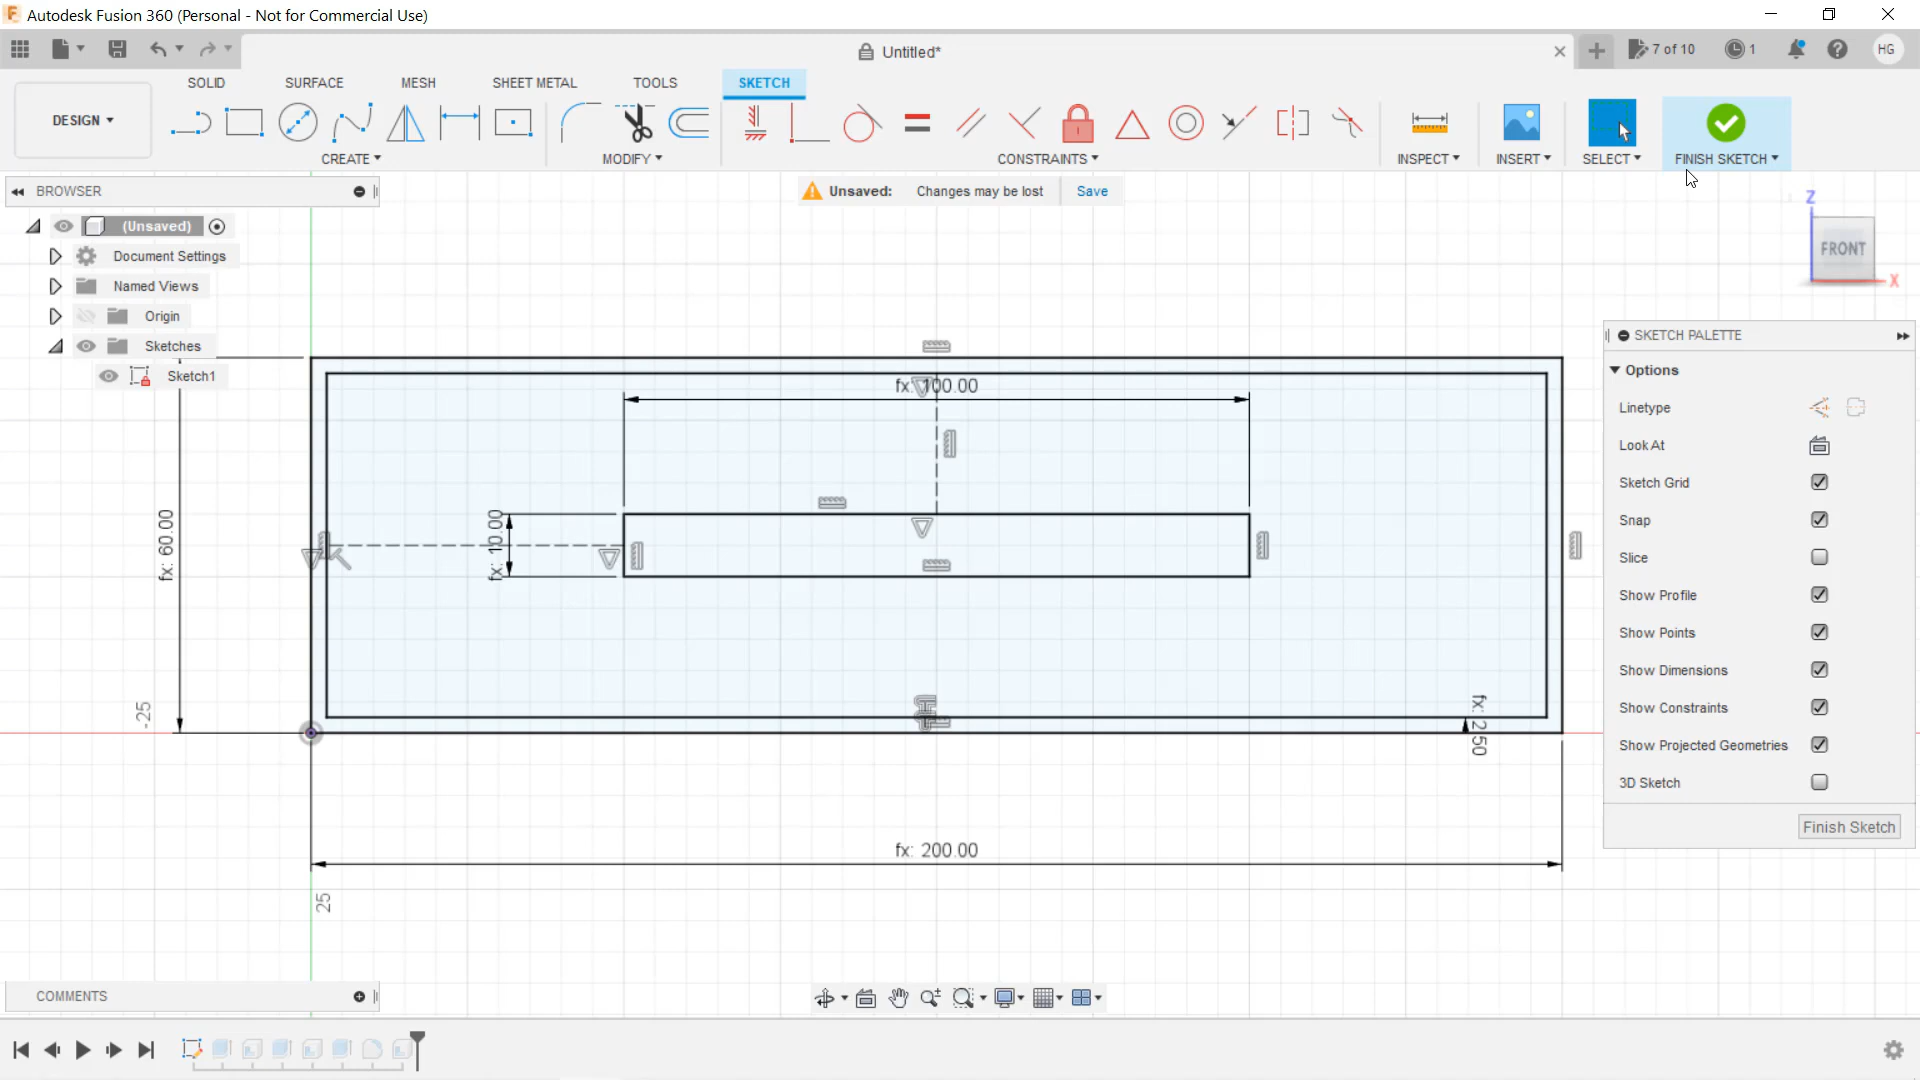 Autodesk Fusion 360 (Personal - Not for Commercial Use)
Untitled*
7 of 10
1
HG
DESIGN
SOLID
SURFACE
MESH
SHEET METAL
TOOLS
SKETCH
CREATE
MODIFY
CONSTRAINTS
INSPECT
INSERT
SELECT
FINISH SKETCH
BROWSER
Unsaved:
Changes may be lost
Save
(Unsaved)
Document Settings
Named Views
Origin
Sketches
Sketch1
Z
FRONT
X
SKETCH PALETTE
Options
Linetype
Look At
Sketch Grid
Snap
Slice
Show Profile
Show Points
Show Dimensions
Show Constraints
Show Projected Geometries
3D Sketch
Finish Sketch
fx: 100.00
fx: 60.00
fx: 10.00
-25
fx: 2.50
fx: 200.00
25
COMMENTS